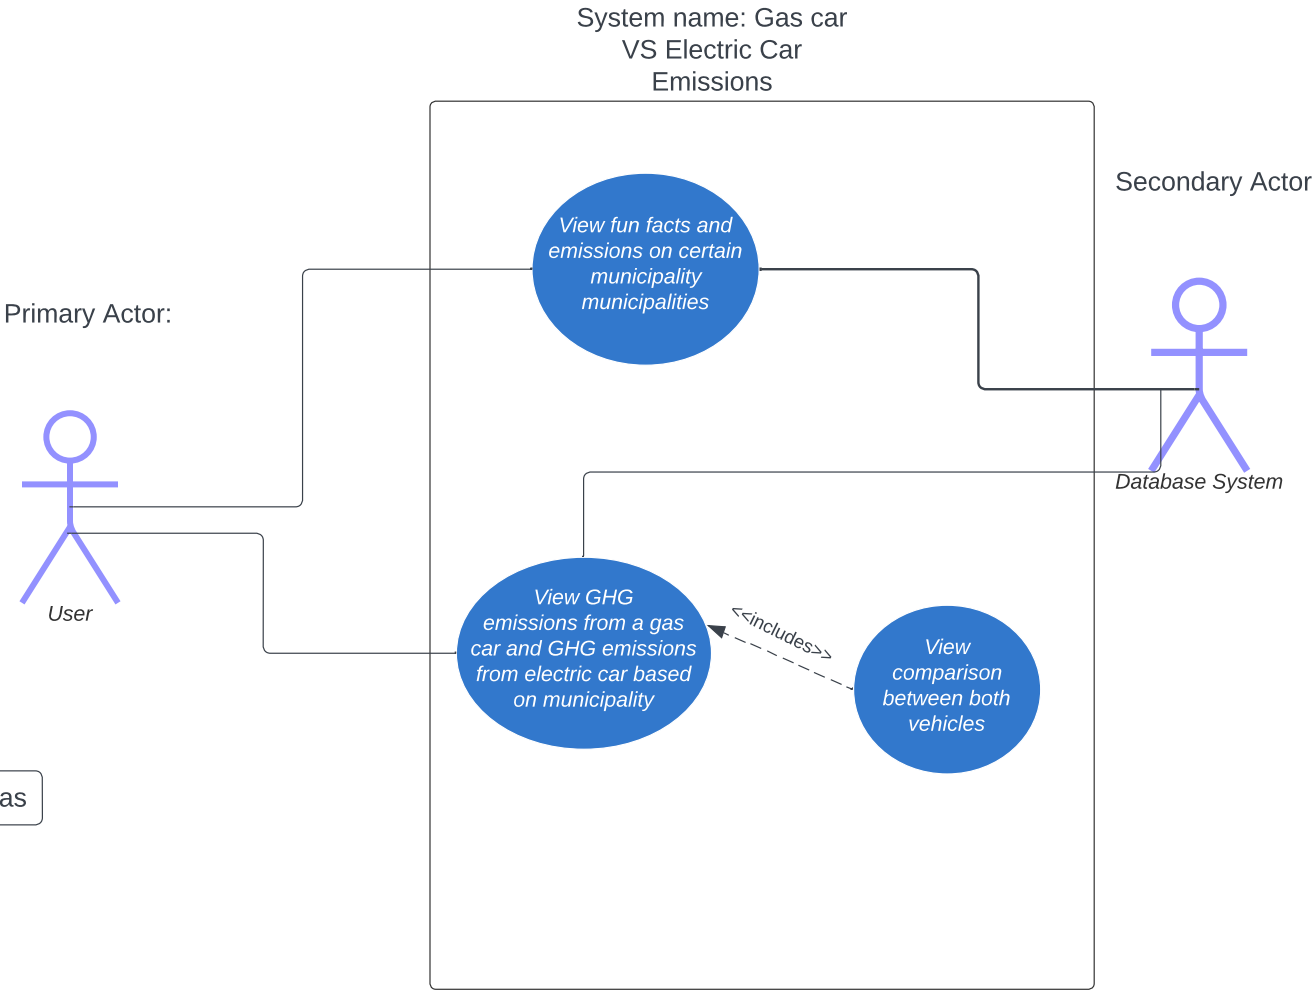 System name: Gas car
VS Electric Car
Emissions
Secondary Actor
Primary Actor:
View fun facts and
emissions on certain
municipality
municipalities
Database System
User
View GHG
emissions from a gas
car and GHG emissions
from electric car based
on municipality
<<includes>>
View
comparison
between both
vehicles
as